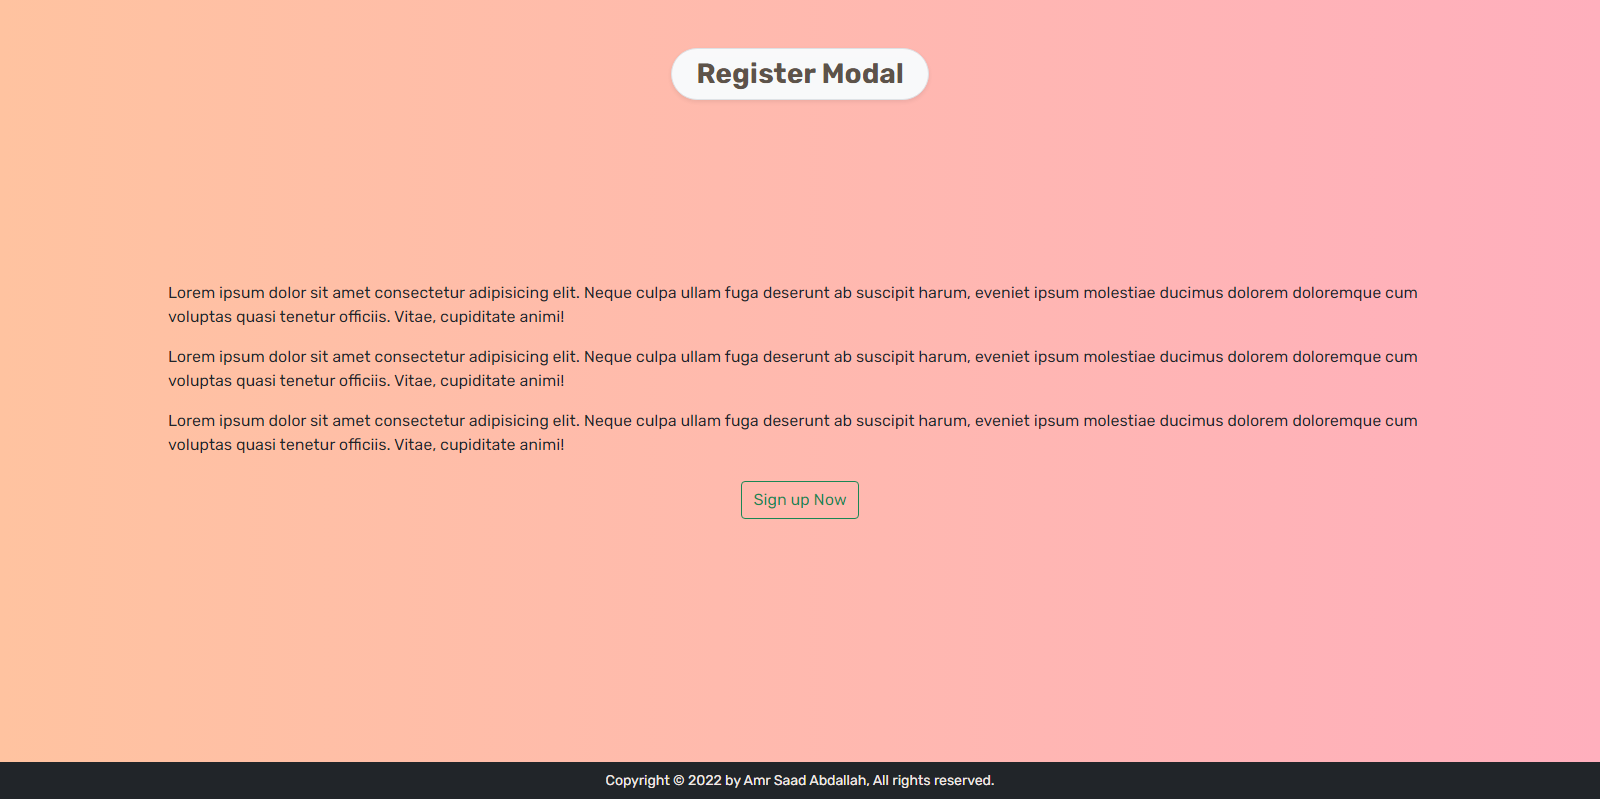 Register Modal
Lorem ipsum dolor sit amet consectetur adipisicing elit. Neque culpa ullam fuga deserunt ab suscipit harum, eveniet ipsum molestiae ducimus dolorem doloremque cum
voluptas quasi tenetur officiis. Vitae, cupiditate animi!
Lorem ipsum dolor sit amet consectetur adipisicing elit. Neque culpa ullam fuga deserunt ab suscipit harum, eveniet ipsum molestiae ducimus dolorem doloremque cum
voluptas quasi tenetur officiis. Vitae, cupiditate animi!
Lorem ipsum dolor sit amet consectetur adipisicing elit. Neque culpa ullam fuga deserunt ab suscipit harum, eveniet ipsum molestiae ducimus dolorem doloremque cum
voluptas quasi tenetur officiis. Vitae, cupiditate animi!
Sign up Now
Copyright © 2022 by Amr Saad Abdallah, All rights reserved.